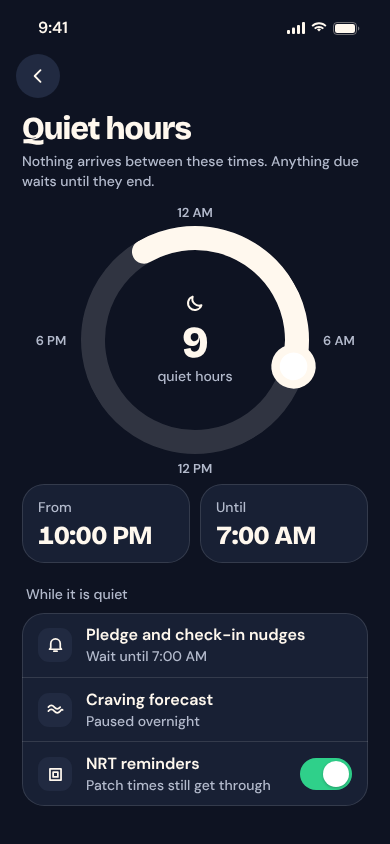 9:41
Quiet hours
Nothing arrives between these times. Anything due
waits until they end.
12 AM
6 PM
9
quiet hours
6 AM
12 PM
From
10:00 PM
Until
7:00 AM
While it is quiet
Pledge and check-in nudges
Wait until 7:00 AM
Craving forecast
Paused overnight
NRT reminders
Patch times still get through